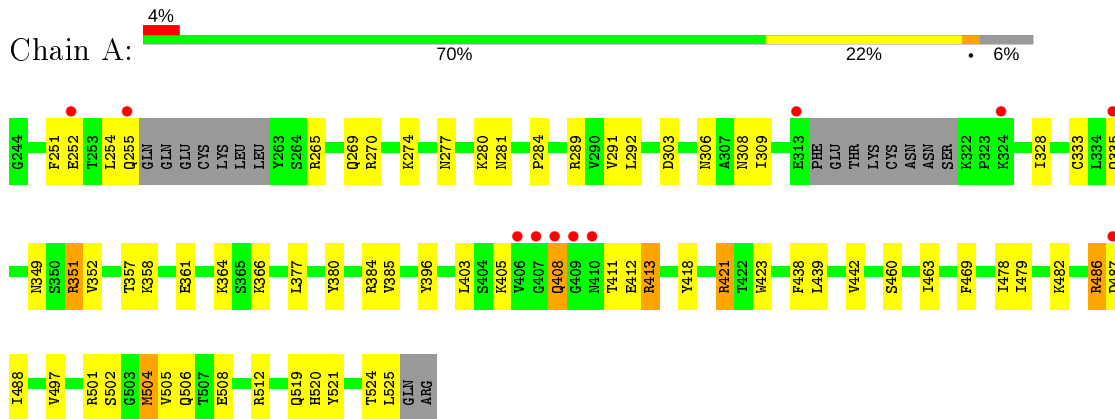 4%
Chain A:
70% 22% • 6%
G244 F251 E252 T253 L254 Q255 GLN GLN GLU CYS LYS LEU LEU Y263 S264 R265 Q269 R270 K274 N277 K280 N281 P284 R289 V290 V291 L292 D303 N306 A307 N308 I309 E313 PHE GLU THR LYS CYS ASN ASN SER K322 P323 K324 I328 C333 L334
N349 S350 R351 V352 T357 K358 E361 K364 S365 K366 L377 Y380 R384 V385 Y396 L403 S404 K405 V406 G407 Q408 G409 N410 T411 E412 R413 Y418 R421 T422 W423 F438 L439 V442 S460 I463 F469 I478 I479 K482 R486
I488 V497 R501 S502 G503 M504 V505 Q506 T507 E508 R512 Q519 H520 Y521 T524 L525 GLN ARG